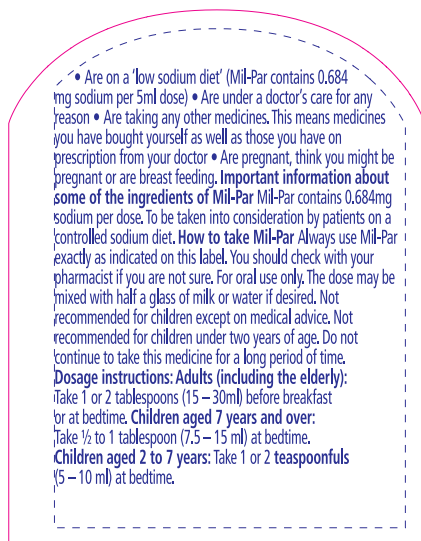 • Are on a 'low sodium diet' (Mil-Par contains 0.684
mg sodium per 5ml dose) • Are under a doctor's care for any
reason • Are taking any other medicines. This means medicines
you have bought yourself as well as those you have on
prescription from your doctor • Are pregnant, think you might be
pregnant or are breast feeding. Important information about
some of the ingredients of Mil-Par Mil-Par contains 0.684mg
sodium per dose. To be taken into consideration by patients on a
controlled sodium diet. How to take Mil-Par Always use Mil-Par
exactly as indicated on this label. You should check with your
pharmacist if you are not sure. For oral use only. The dose may be
mixed with half a glass of milk or water if desired. Not
recommended for children except on medical advice. Not
recommended for children under two years of age. Do not
continue to take this medicine for a long period of time.
Dosage instructions: Adults (including the elderly):
Take 1 or 2 tablespoons (15 – 30ml) before breakfast
or at bedtime. Children aged 7 years and over:
Take ½ to 1 tablespoon (7.5 – 15 ml) at bedtime.
Children aged 2 to 7 years: Take 1 or 2 teaspoonfuls
(5 – 10 ml) at bedtime.